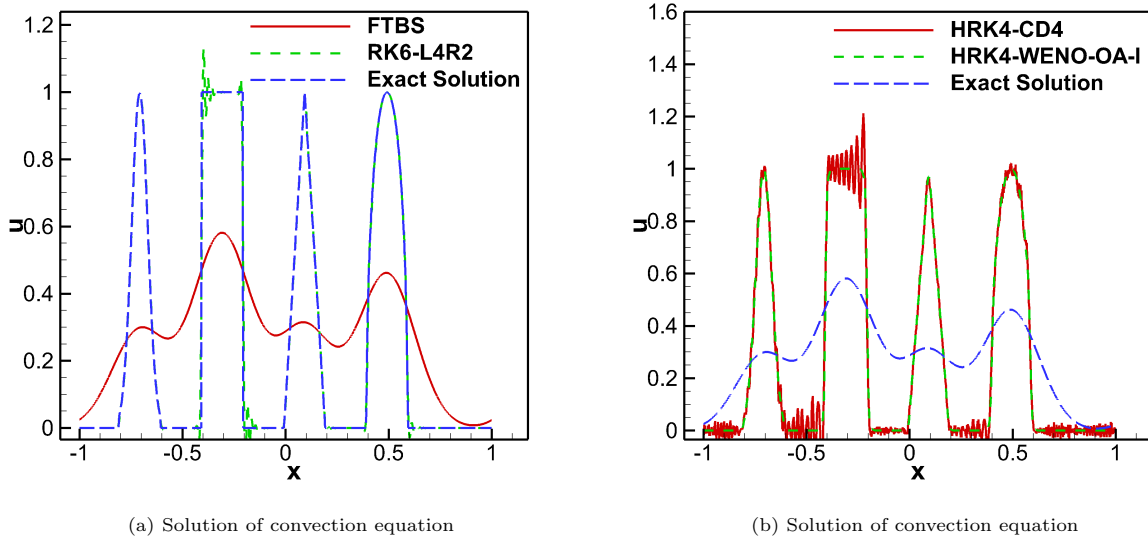 FTBS
RK6-L4R2
Exact Solution
1.2
1
0.8
0.6
0.4
0.2
0
u
-1
-0.5
0
0.5
1
x
(a) Solution of convection equation
HRK4-CD4
HRK4-WENO-OA-I
Exact Solution
1.6
1.4
1.2
1
0.8
0.6
0.4
0.2
0
u
-1
-0.5
0
0.5
1
x
(b) Solution of convection equation